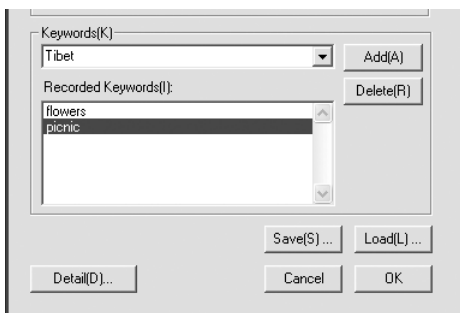 Keywords(K)
Tibet
Add(A)
Recorded Keywords(I):
Delete(R)
flowers
picnic
Save(S) ...
Load(L) ...
Detail(D)...
Cancel
OK